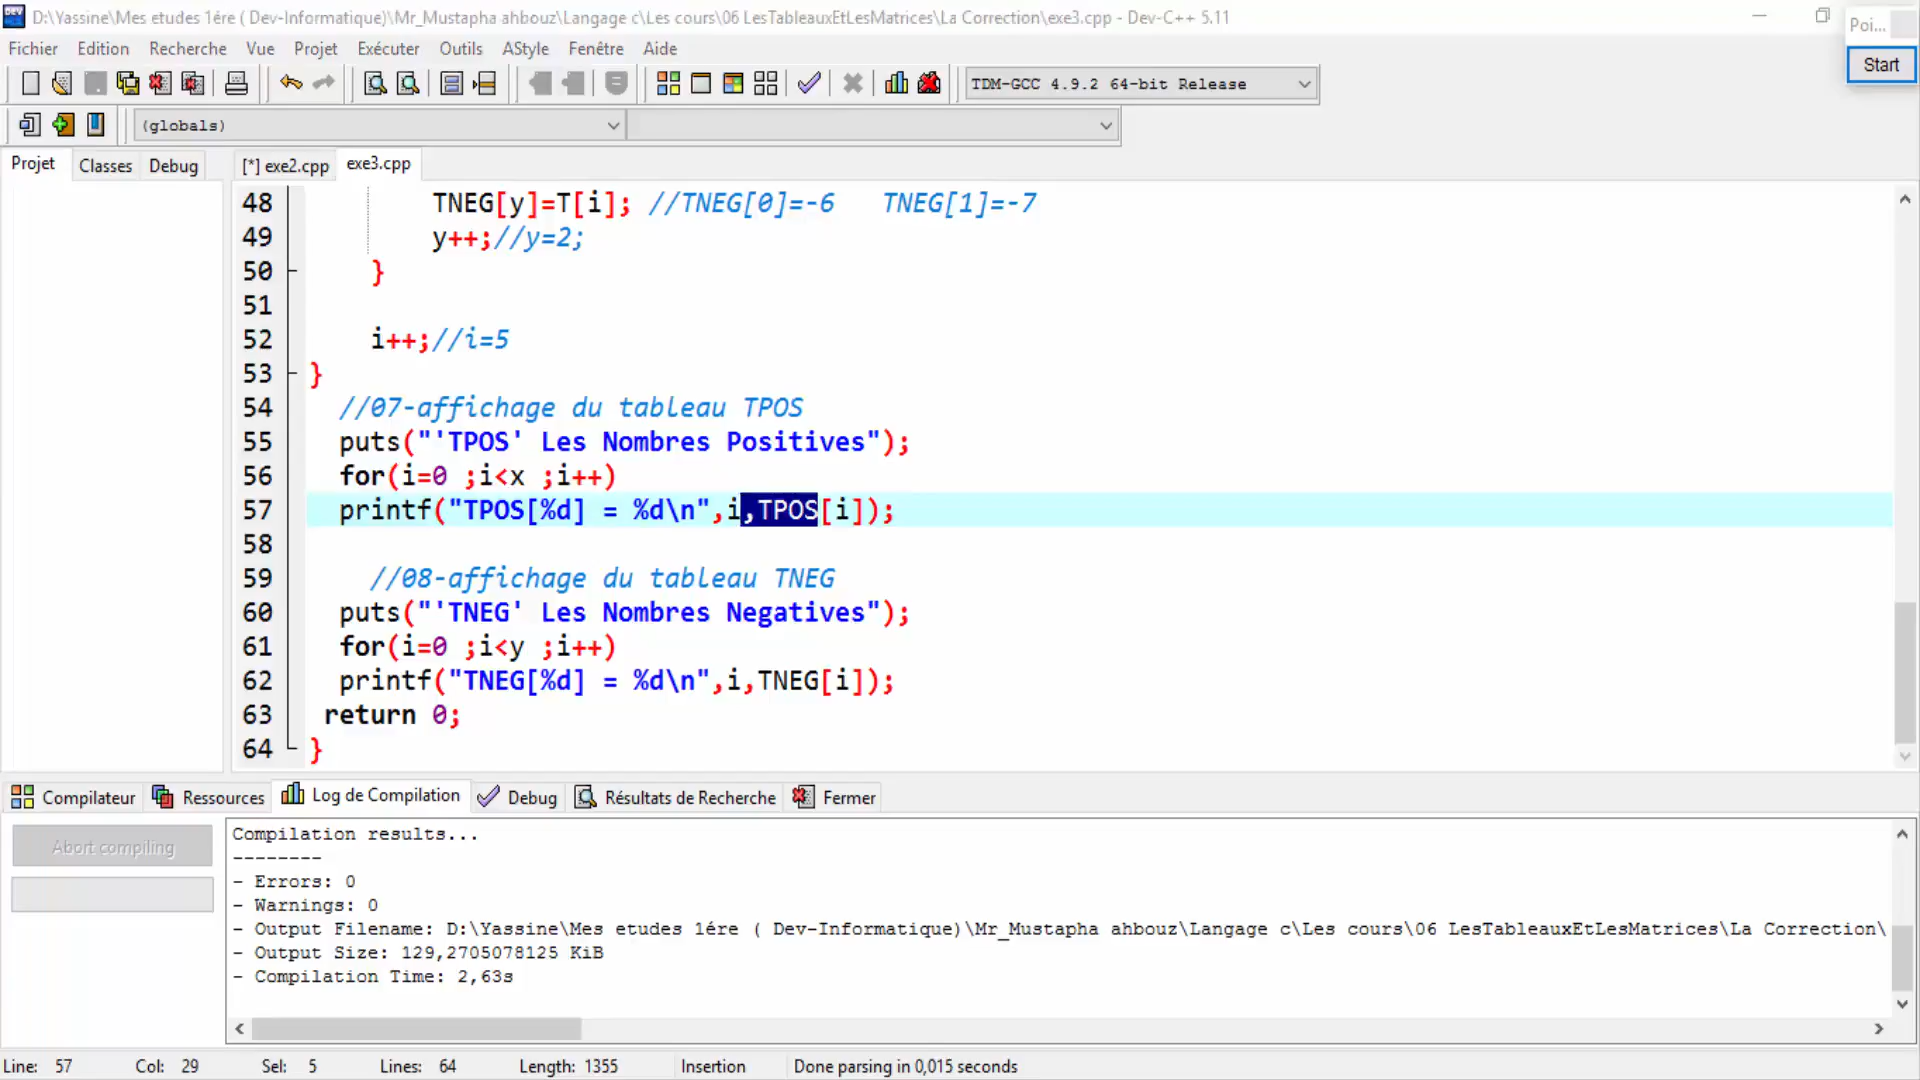 D:\Yassine\Mes etudes 1ére ( Dev-Informatique)\Mr_Mustapha ahbouz\Langage c\Les cours\06 LesTableauxEtLesMatrices\La Correction\exe3.cpp - Dev-C++ 5.11
Poi...
Fichier Edition Recherche Vue Projet Exécuter Outils AStyle Fenêtre Aide
Start
TDM-GCC 4.9.2 64-bit Release
(globals)
Projet Classes Debug [*] exe2.cpp exe3.cpp
48 TNEG[y]=T[i]; //TNEG[0]=-6   TNEG[1]=-7
49 y++;//y=2;
50 }
51
52 i++;//i=5
53 }
54 //07-affichage du tableau TPOS
55 puts("'TPOS' Les Nombres Positives");
56 for(i=0 ;i<x ;i++)
57 printf("TPOS[%d] = %d\n",i,TPOS[i]);
58
59 //08-affichage du tableau TNEG
60 puts("'TNEG' Les Nombres Negatives");
61 for(i=0 ;i<y ;i++)
62 printf("TNEG[%d] = %d\n",i,TNEG[i]);
63 return 0;
64 }
Compilateur Ressources Log de Compilation Debug Résultats de Recherche Fermer
Abort compiling
Compilation results...
--------
- Errors: 0
- Warnings: 0
- Output Filename: D:\Yassine\Mes etudes 1ére ( Dev-Informatique)\Mr_Mustapha ahbouz\Langage c\Les cours\06 LesTableauxEtLesMatrices\La Correction\
- Output Size: 129,2705078125 KiB
- Compilation Time: 2,63s
Line: 57 Col: 29 Sel: 5 Lines: 64 Length: 1355 Insertion Done parsing in 0,015 seconds